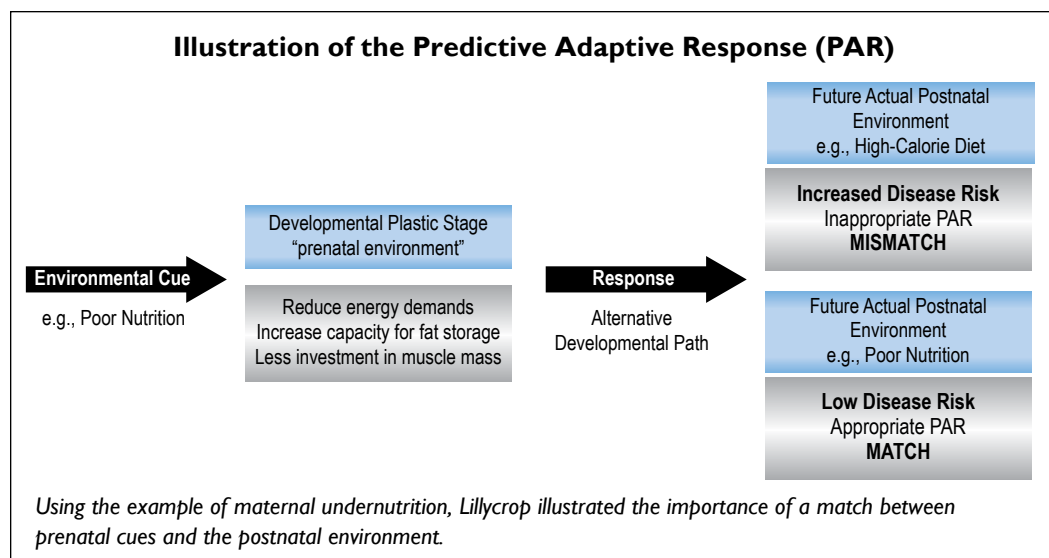 Illustration of the Predictive Adaptive Response (PAR)
Environmental Cue
e.g., Poor Nutrition
Developmental Plastic Stage
“prenatal environment”
Reduce energy demands
Increase capacity for fat storage
Less investment in muscle mass
Response
Alternative
Developmental Path
Future Actual Postnatal
Environment
e.g., High-Calorie Diet
Increased Disease Risk
Inappropriate PAR
MISMATCH
Future Actual Postnatal
Environment
e.g., Poor Nutrition
Low Disease Risk
Appropriate PAR
MATCH
Using the example of maternal undernutrition, Lillycrop illustrated the importance of a match between
prenatal cues and the postnatal environment.